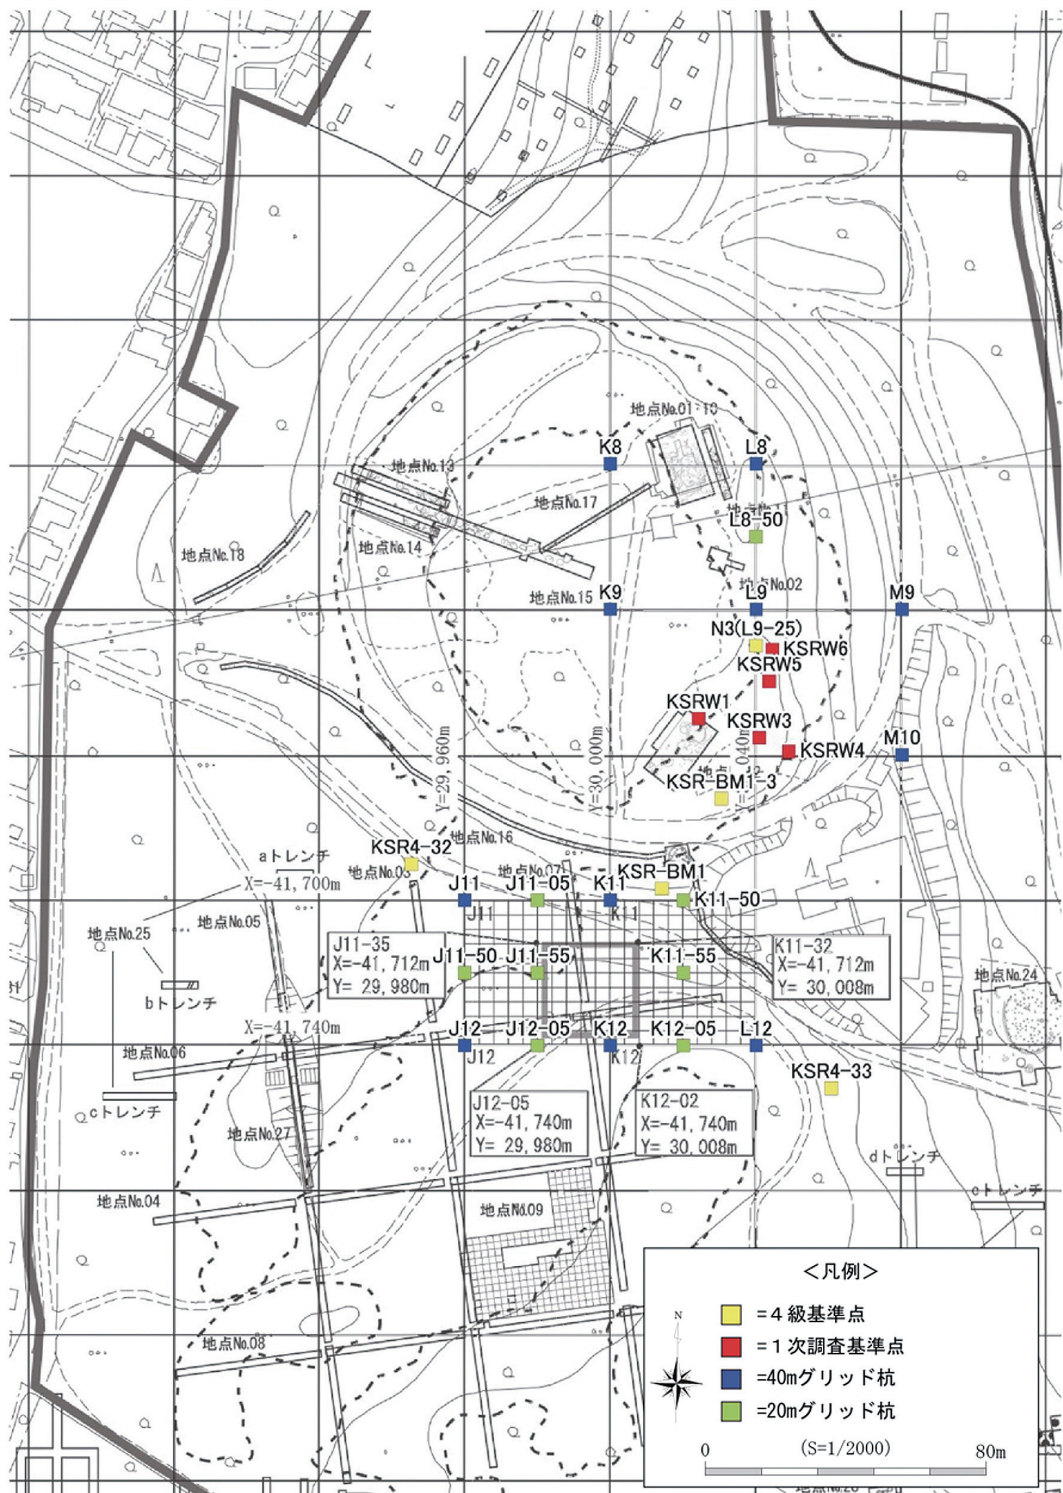 地点No.01·10
K8
L8
地点No.13
地点No.17
L8-50
地点No.14
地点No.18
地点No.02
地点No.15
K9
L9
M9
N3(L9-25)
KSRW6
KSRW5
KSRW1
KSRW3
M10
KSRW4
Y=29,960m
Y=30,000m
040m
KSR-BM1-3
地点No.16
KSR4-32
aトレンチ
地点No.03
地点No.07
KSR-BM1
X=-41,700m
J11
J11-05
K11
K11-50
J11
K11
地点No.05
地点No.25
J11-35
X=-41,712m
Y= 29,980m
J11-50
J11-55
K11-55
K11-32
X=-41,712m
Y= 30,008m
地点No.24
bトレンチ
X=-41,740m
J12
J12-05
K12
K12-05
L12
J12
K12
地点No.06
KSR4-33
cトレンチ
J12-05
X=-41,740m
Y= 29,980m
K12-02
X=-41,740m
Y= 30,008m
地点No.27
dトレンチ
eトレンチ
地点No.04
地点No.09
地点No.08
<凡例>
N
=4級基準点
=1次調査基準点
=40mグリッド杭
=20mグリッド杭
0
(S=1/2000)
80m